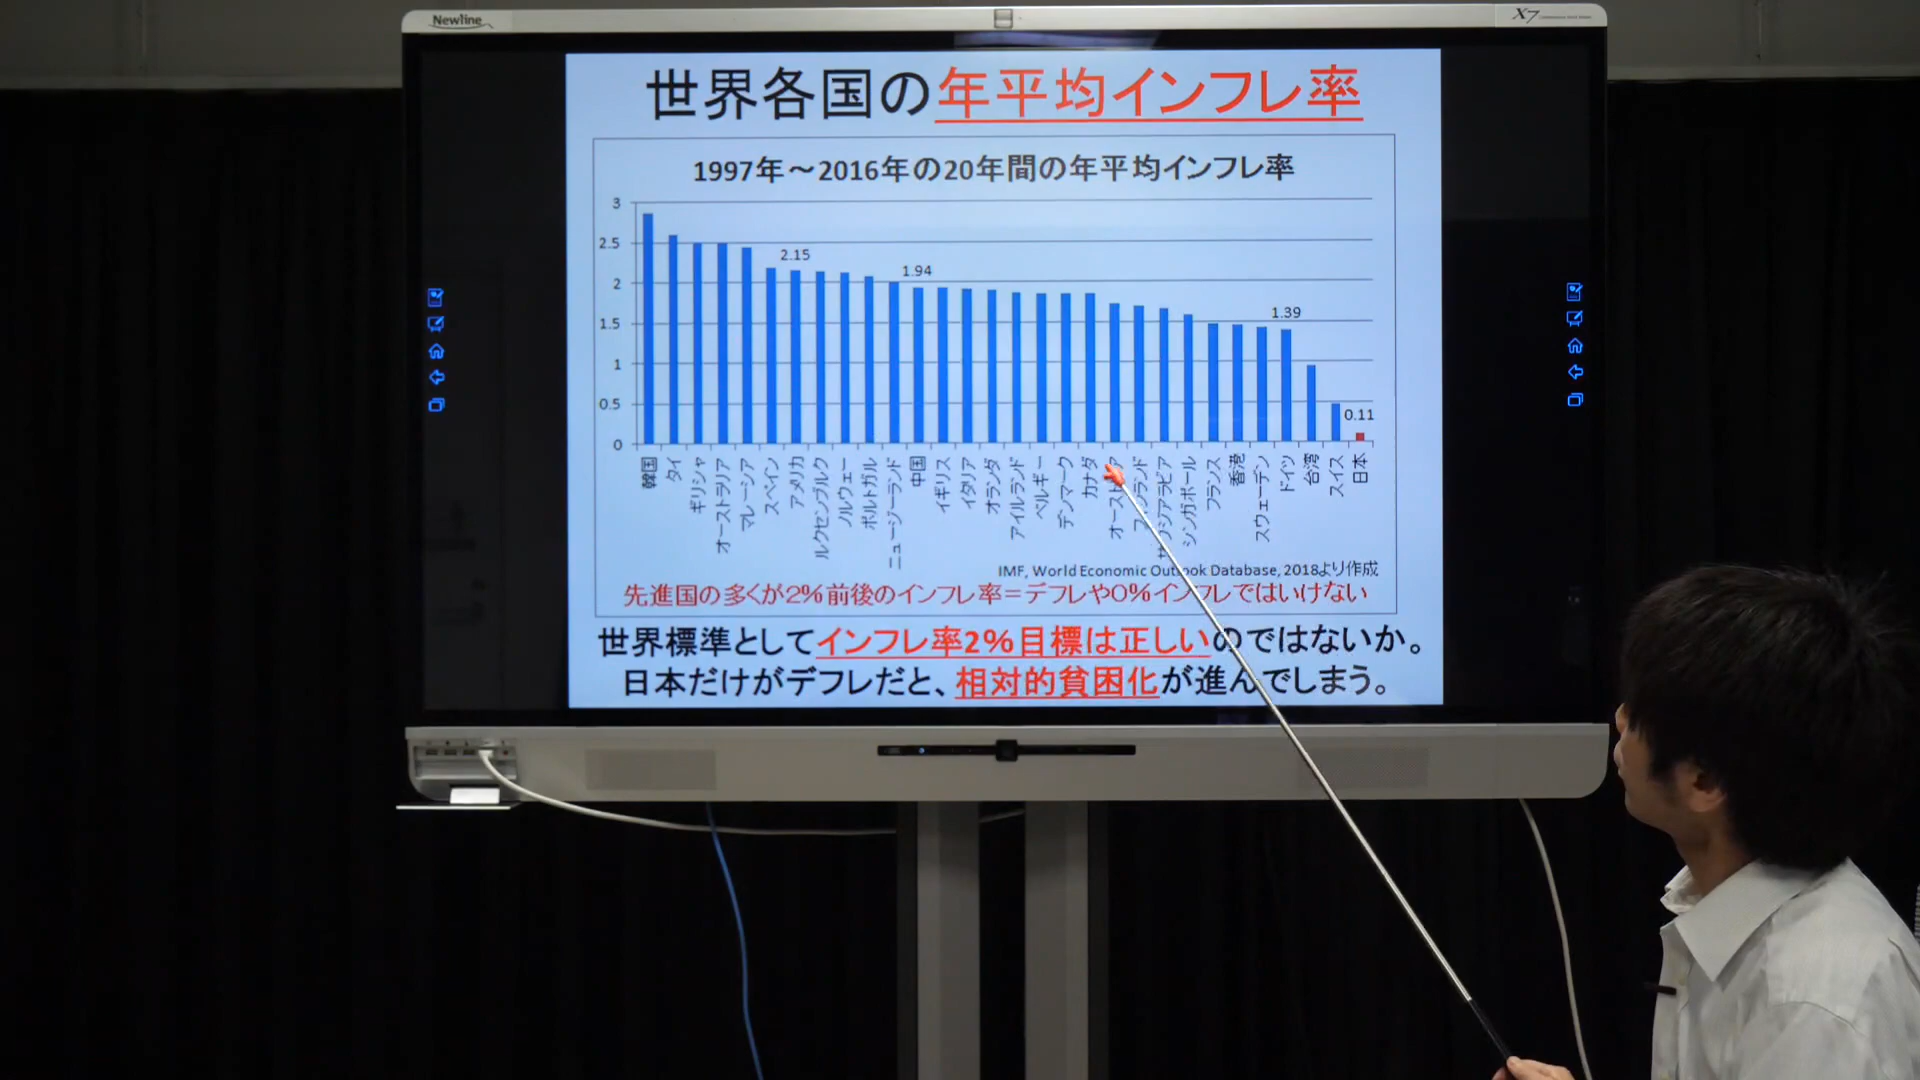 Newline
X7
世界各国の年平均インフレ率
1997年～2016年の20年間の年平均インフレ率
3
2.5
2
1.5
1
0.5
0
2.15
1.94
1.39
0.11
韓国
タイ
ギリシャ
オーストラリア
マレーシア
スペイン
アメリカ
ルクセンブルク
ノルウェー
ポルトガル
ニュージーランド
中国
イギリス
イタリア
オランダ
アイルランド
ベルギー
デンマーク
カナダ
サウジアラビア
シンガポール
フランス
香港
スウェーデン
ドイツ
台湾
スイス
日本
IMF, World Economic Outlook Database, 2018より作成
先進国の多くが2%前後のインフレ率＝デフレや0%インフレではいけない
世界標準としてインフレ率2%目標は正しいのではないか。
日本だけがデフレだと、相対的貧困化が進んでしまう。